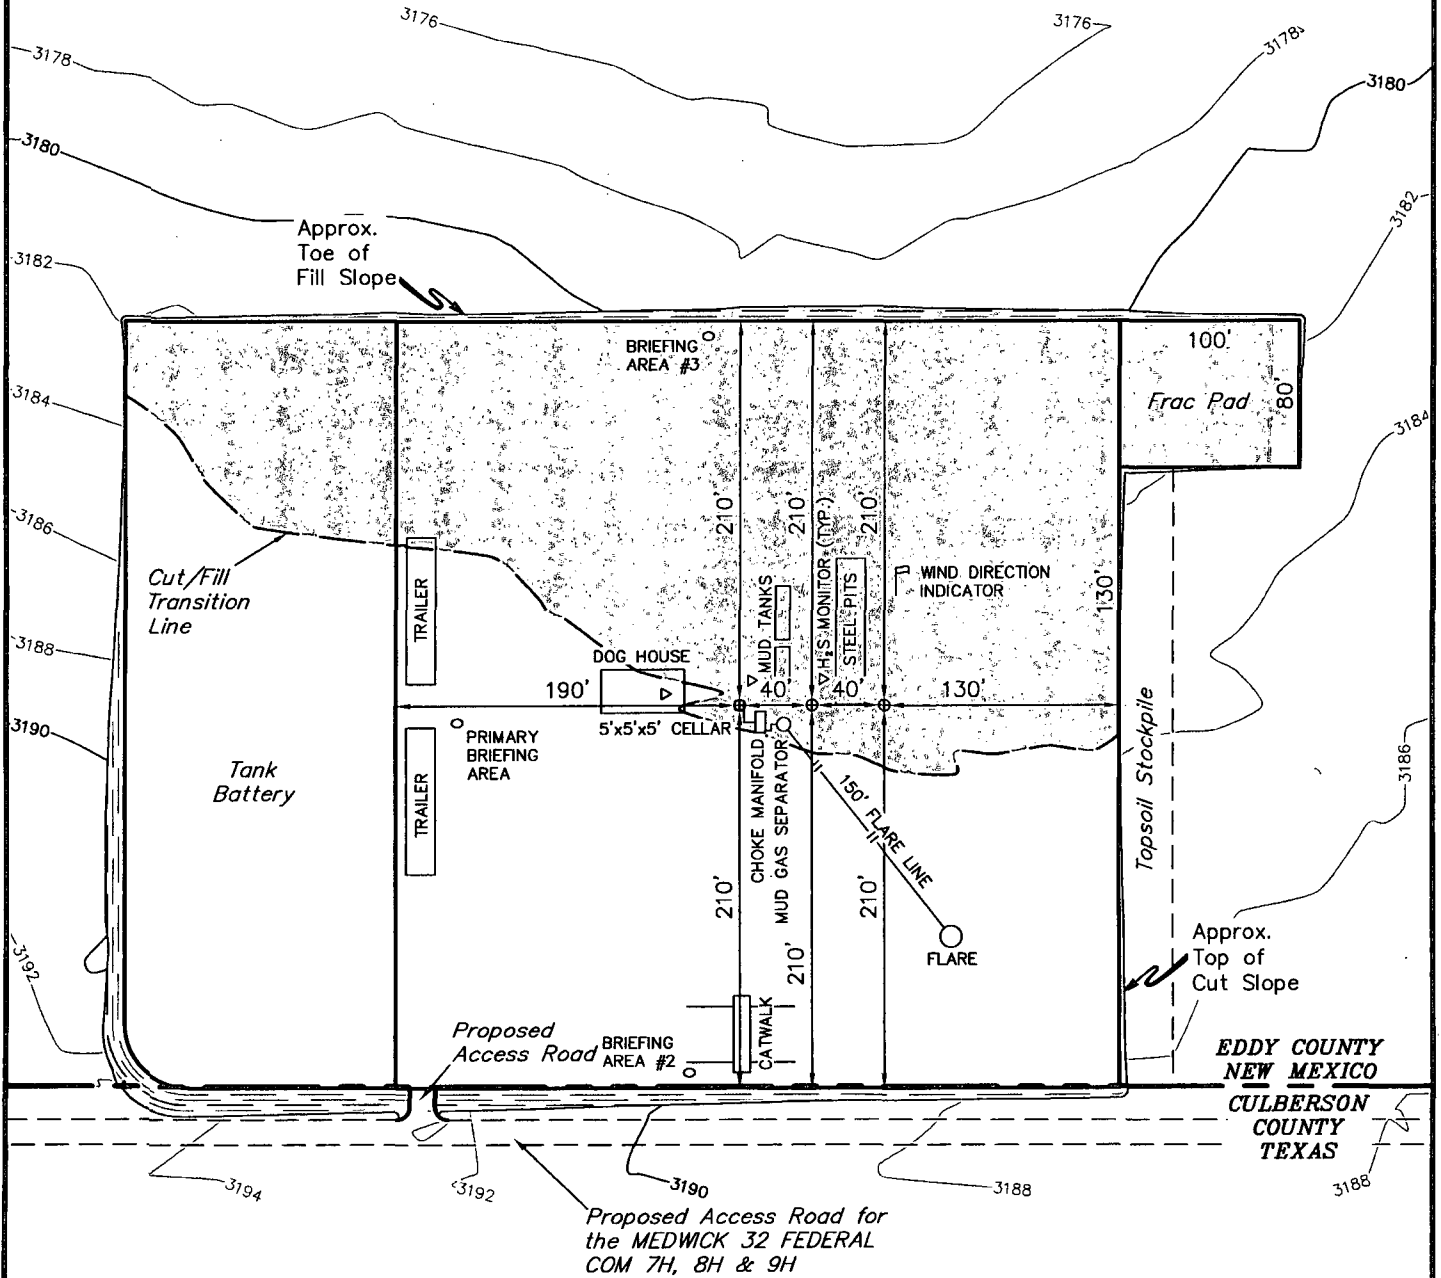 3176
3176
3178
3178
3180
3180
3182
3182
Approx.
Toe of
Fill Slope
BRIEFING
AREA #3
100'
80'
Frac Pad
3184
3184
210'
210'
210'
3186
Cut/Fill
Transition
Line
TRAILER
MUD TANKS
H₂S MONITOR (TYP.)
STEEL PITS
WIND DIRECTION
INDICATOR
130'
3188
DOG HOUSE
190'
40'
40'
130'
5'x5'x5' CELLAR
3190
PRIMARY
BRIEFING
AREA
Tank
Battery
TRAILER
CHOKE MANIFOLD
MUD GAS SEPARATOR
150' FLARE LINE
Topsoil Stockpile
3186
210'
210'
210'
FLARE
3192
Approx.
Top of
Cut Slope
CATWALK
Proposed
Access Road
BRIEFING
AREA #2
EDDY COUNTY
NEW MEXICO
CULBERSON
COUNTY
TEXAS
3194
3192
3190
3188
3188
Proposed Access Road for
the MEDWICK 32 FEDERAL
COM 7H, 8H & 9H